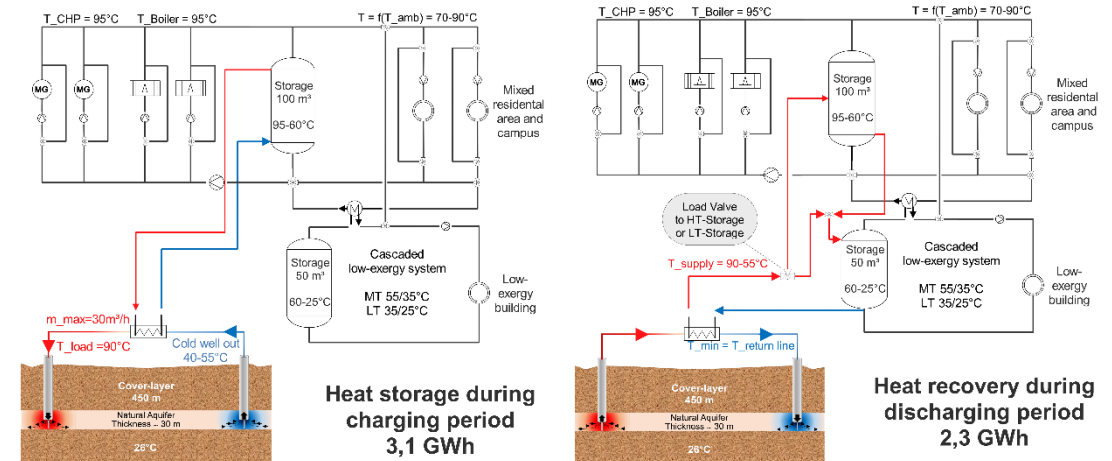 T_CHP = 95°C
T_Boiler = 95°C
T = f(T_amb) = 70-90°C
MG
MG
Storage
100 m³
95-60°C
Mixed
residental
area and
campus
M
Storage
50 m³
60-25°C
Cascaded
low-exergy system
MT 55/35°C
LT 35/25°C
Low-
exergy
building
m_max=30m³/h
T_load =90°C
Cold well out
40-55°C
Cover-layer
450 m
Natural Aquifer
Thickness ~ 30 m
26°C
Heat storage during
charging period
3,1 GWh
T_CHP = 95°C
T_Boiler = 95°C
T = f(T_amb) = 70-90°C
MG
MG
Storage
100 m³
95-60°C
Mixed
residental
area and
campus
Load Valve
to HT-Storage
or LT-Storage
M
T_supply = 90-55°C
Storage
50 m³
60-25°C
Cascaded
low-exergy system
MT 55/35°C
LT 35/25°C
Low-
exergy
building
T_min = T_return line
Cover-layer
450 m
Natural Aquifer
Thickness ~ 30 m
26°C
Heat recovery during
discharging period
2,3 GWh